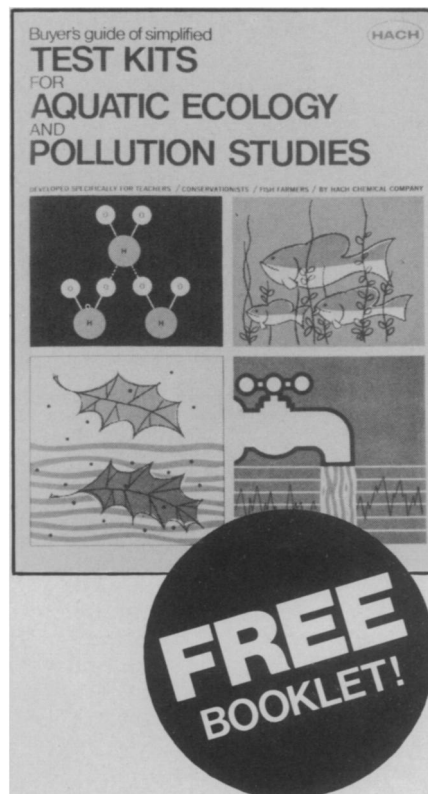 Buyer's guide of simplified
HACH
TEST KITS
FOR
AQUATIC ECOLOGY
AND
POLLUTION STUDIES
DEVELOPED SPECIFICALLY FOR TEACHERS / CONSERVATIONISTS / FISH FARMERS / BY HACH CHEMICAL COMPANY
FREE
BOOKLET!